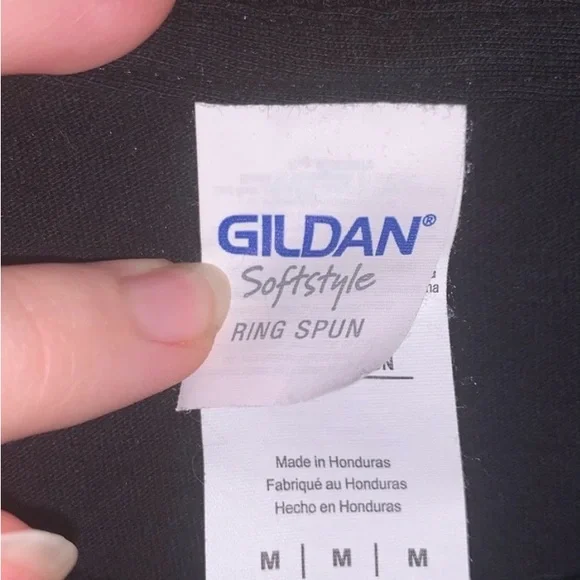 GILDAN®
Softstyle
RING SPUN
Made in Honduras
Fabriqué au Honduras
Hecho en Honduras
M | M | M